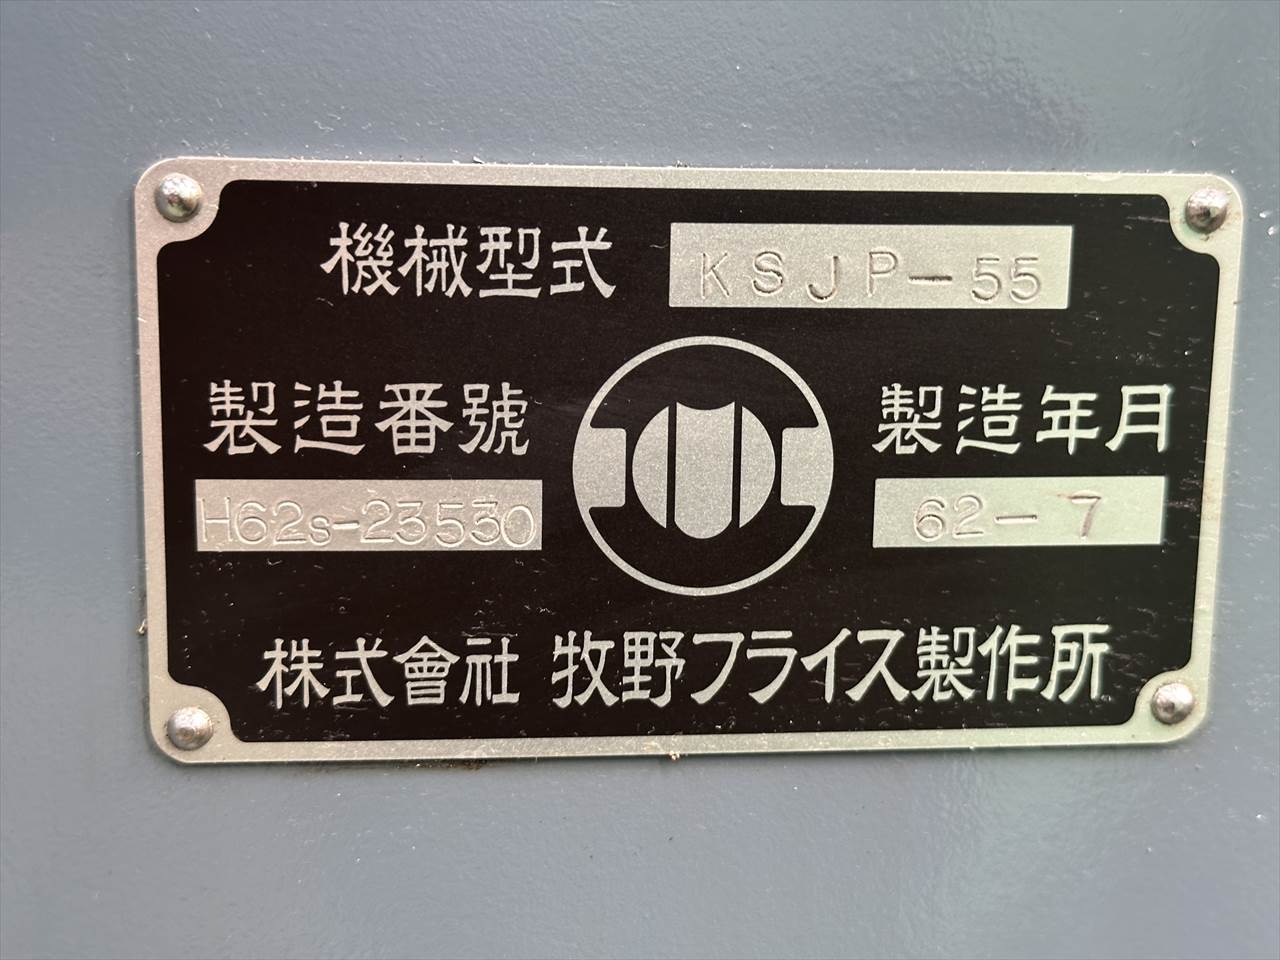 機械型式 KSJP-55
製造番號 製造年月
H62s-23530 62-7
株式會社 牧野フライス製作所